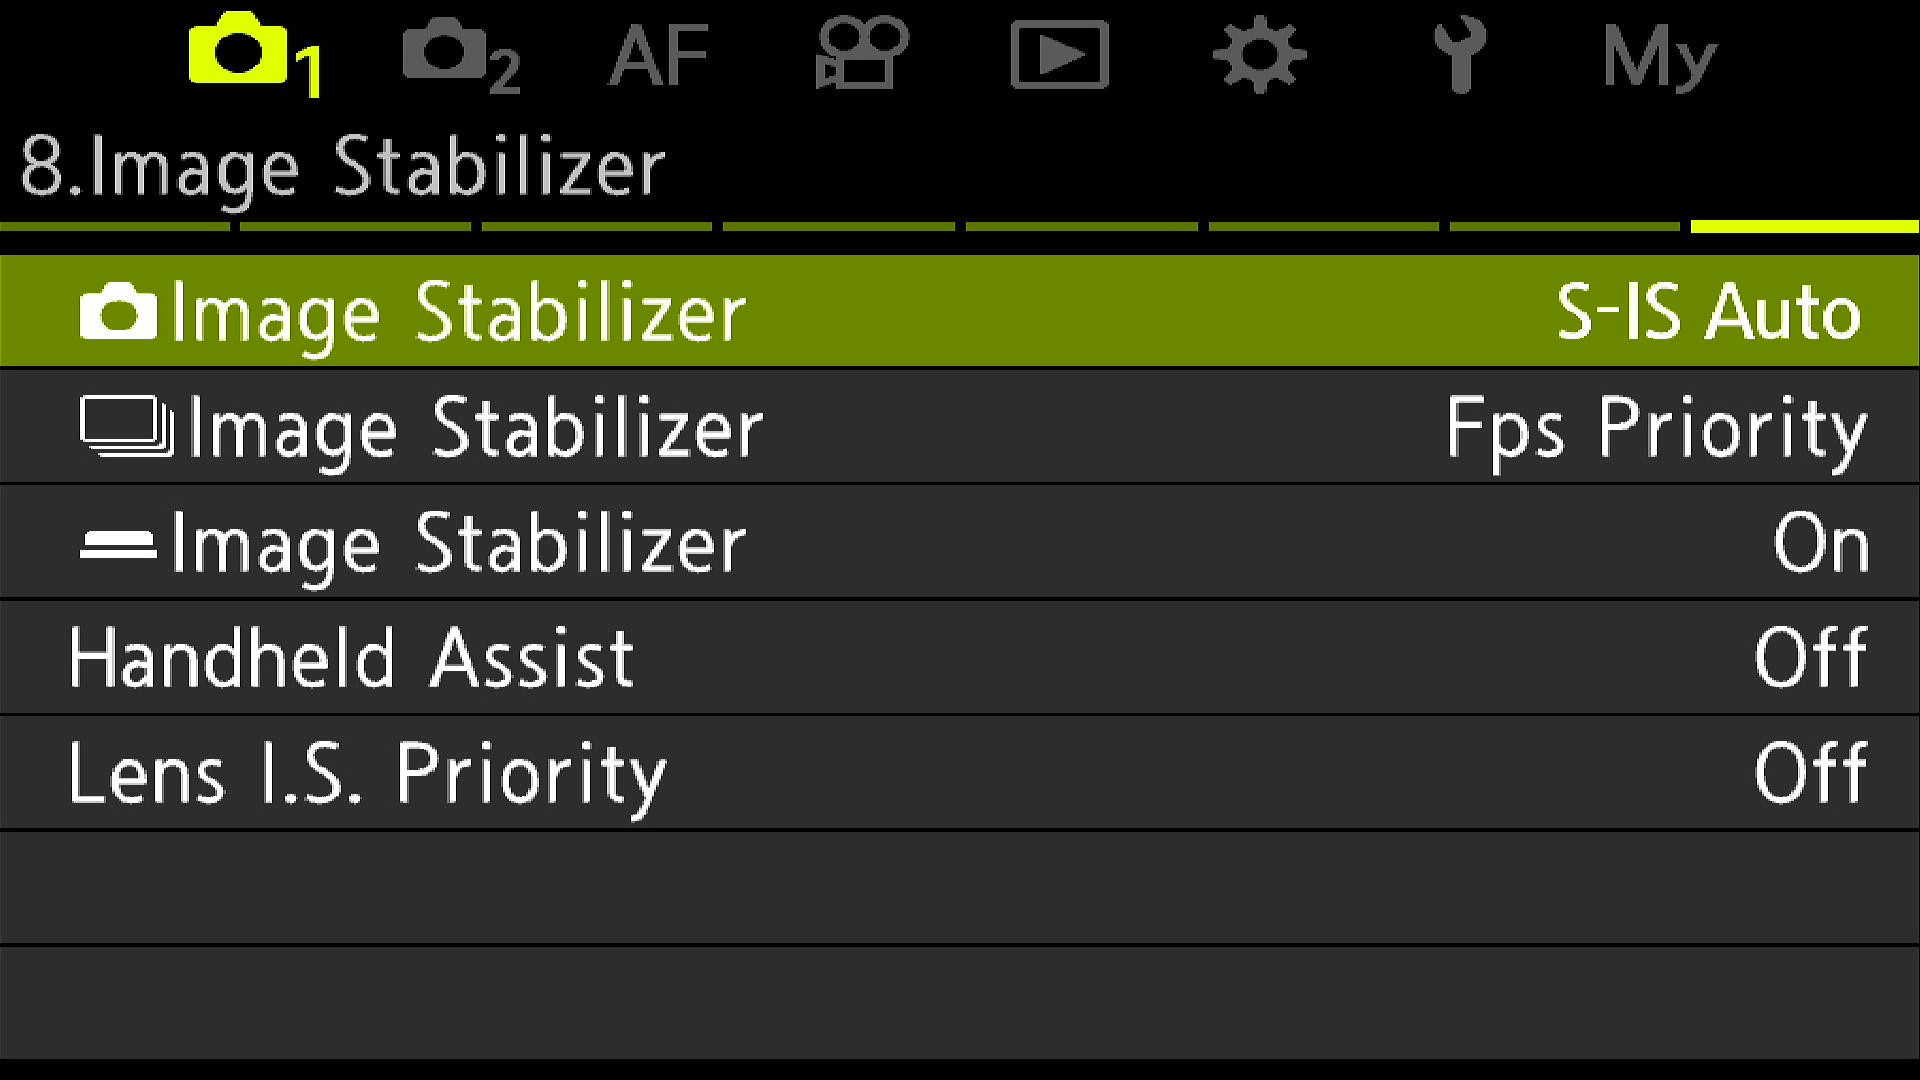 1 2 AF My
8.Image Stabilizer
Image Stabilizer S-IS Auto
Image Stabilizer Fps Priority
Image Stabilizer On
Handheld Assist Off
Lens I.S. Priority Off